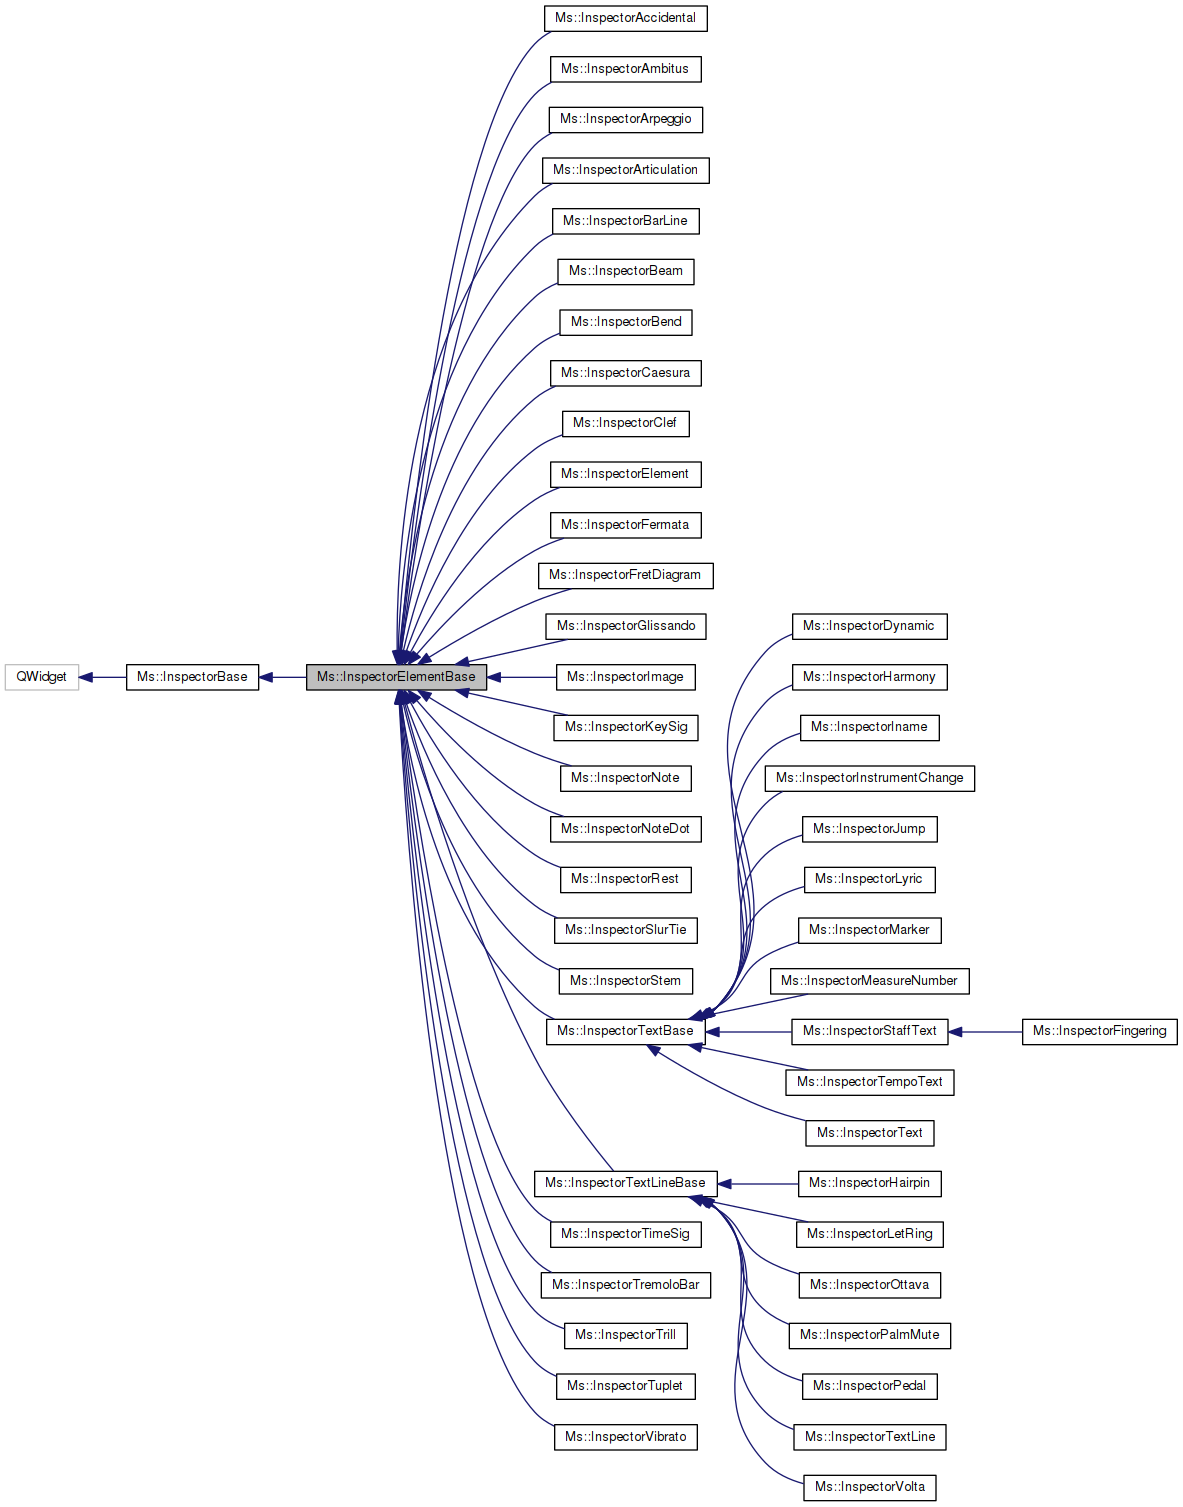 QWidget
Ms::InspectorBase
Ms::InspectorElementBase
Ms::InspectorAccidental
Ms::InspectorAmbitus
Ms::InspectorArpeggio
Ms::InspectorArticulation
Ms::InspectorBarLine
Ms::InspectorBeam
Ms::InspectorBend
Ms::InspectorCaesura
Ms::InspectorClef
Ms::InspectorElement
Ms::InspectorFermata
Ms::InspectorFretDiagram
Ms::InspectorGlissando
Ms::InspectorImage
Ms::InspectorKeySig
Ms::InspectorNote
Ms::InspectorNoteDot
Ms::InspectorRest
Ms::InspectorSlurTie
Ms::InspectorStem
Ms::InspectorTextBase
Ms::InspectorTextLineBase
Ms::InspectorTimeSig
Ms::InspectorTremoloBar
Ms::InspectorTrill
Ms::InspectorTuplet
Ms::InspectorVibrato
Ms::InspectorDynamic
Ms::InspectorHarmony
Ms::InspectorIname
Ms::InspectorInstrumentChange
Ms::InspectorJump
Ms::InspectorLyric
Ms::InspectorMarker
Ms::InspectorMeasureNumber
Ms::InspectorStaffText
Ms::InspectorTempoText
Ms::InspectorText
Ms::InspectorHairpin
Ms::InspectorLetRing
Ms::InspectorOttava
Ms::InspectorPalmMute
Ms::InspectorPedal
Ms::InspectorTextLine
Ms::InspectorVolta
Ms::InspectorFingering